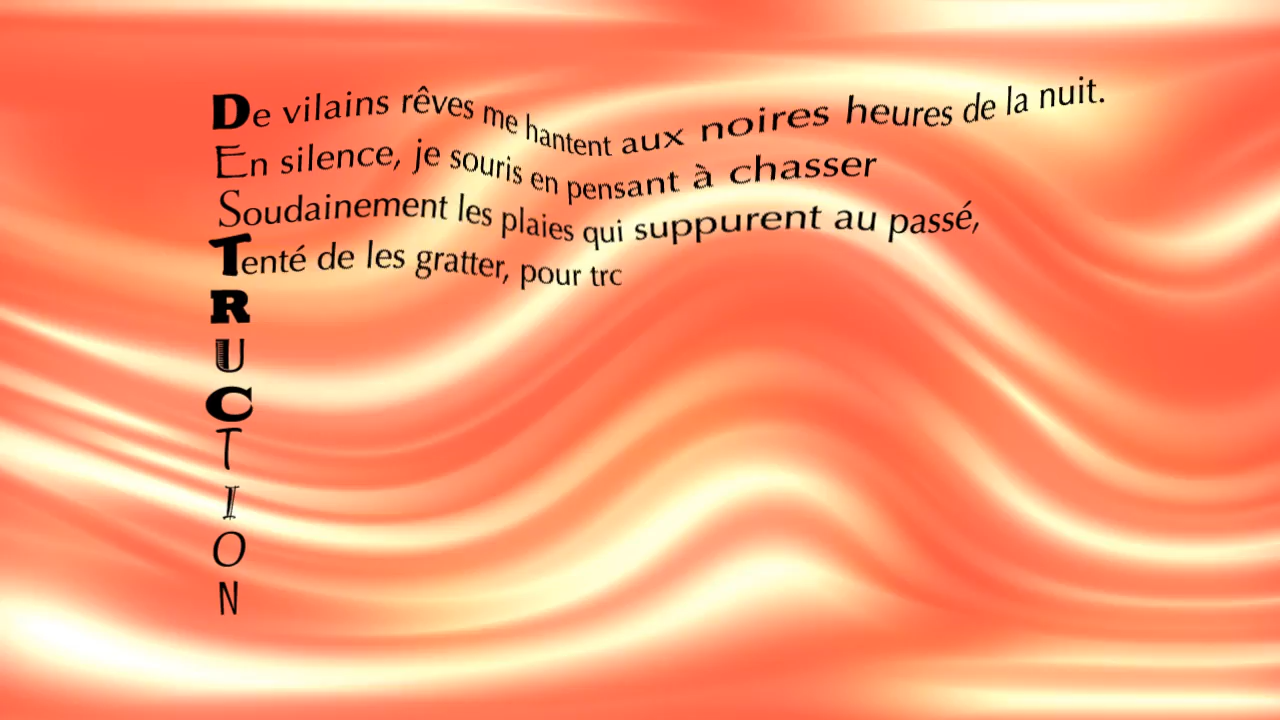 De vilains rêves me hantent aux noires heures de la nuit.
En silence, je souris en pensant à chasser
Soudainement les plaies qui suppurent au passé,
Tenté de les gratter, pour trc
R
U
C
T
I
O
N